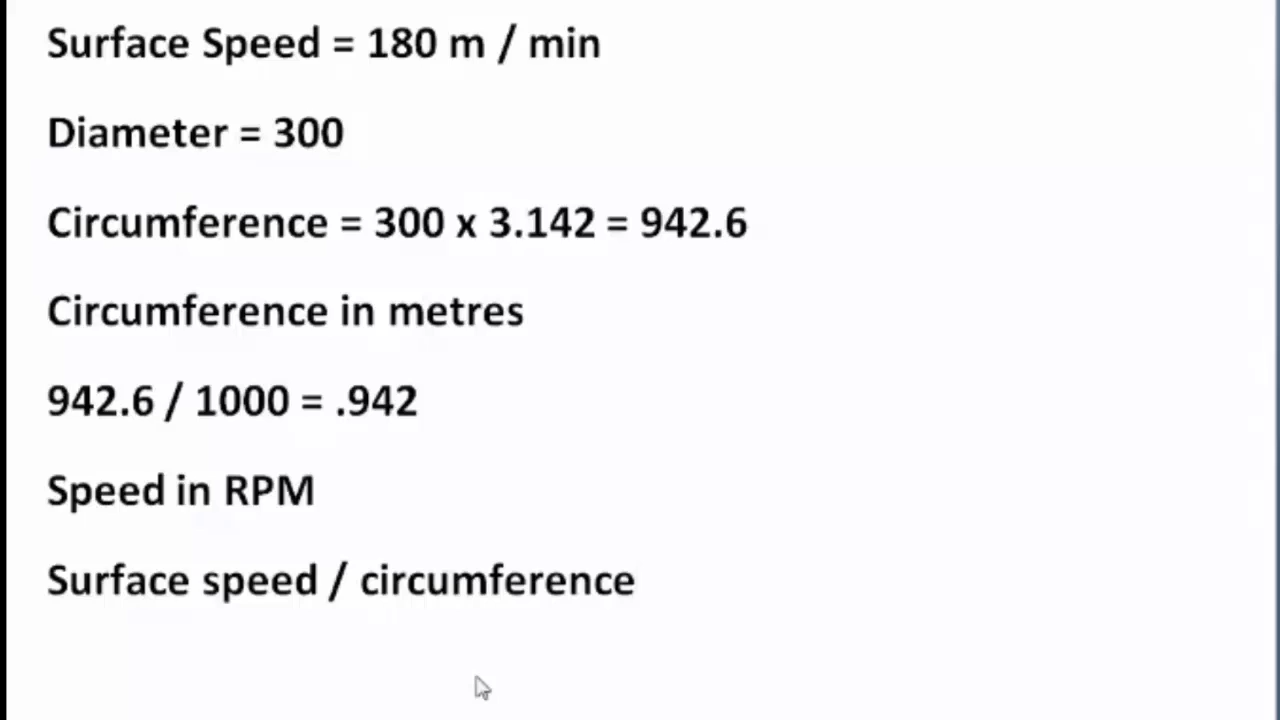 Surface Speed = 180 m / min
Diameter = 300
Circumference = 300 x 3.142 = 942.6
Circumference in metres
942.6 / 1000 = .942
Speed in RPM
Surface speed / circumference